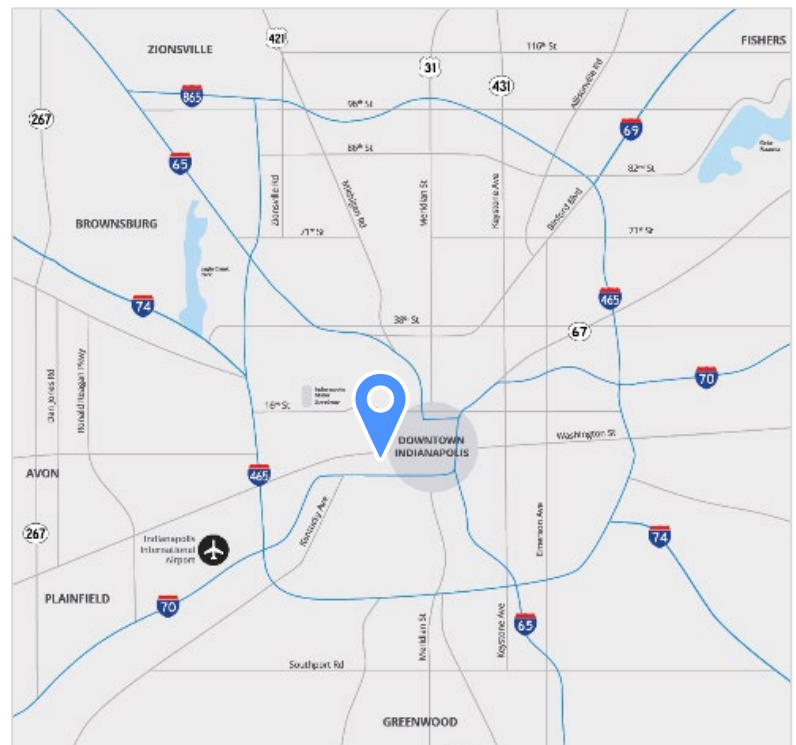 ZIONSVILLE
421
116th St
FISHERS
31
431
Allisonville Rd
865
96th St
267
69
65
86th St
82nd St
Zionsville Rd
Michigan Rd
Meridian St
Keystone Ave
Binford Blvd
BROWNSBURG
71st St
71st St
74
465
38th St
67
Dan Jones Rd
Ronald Reagan Pkwy
70
Indianapolis
Motor
Speedway
16th St
DOWNTOWN
INDIANAPOLIS
Washington St
AVON
465
267
Kentucky Ave
Emerson Ave
Indianapolis
International
Airport
74
PLAINFIELD
70
65
Meridian St
Keystone Ave
Southport Rd
GREENWOOD